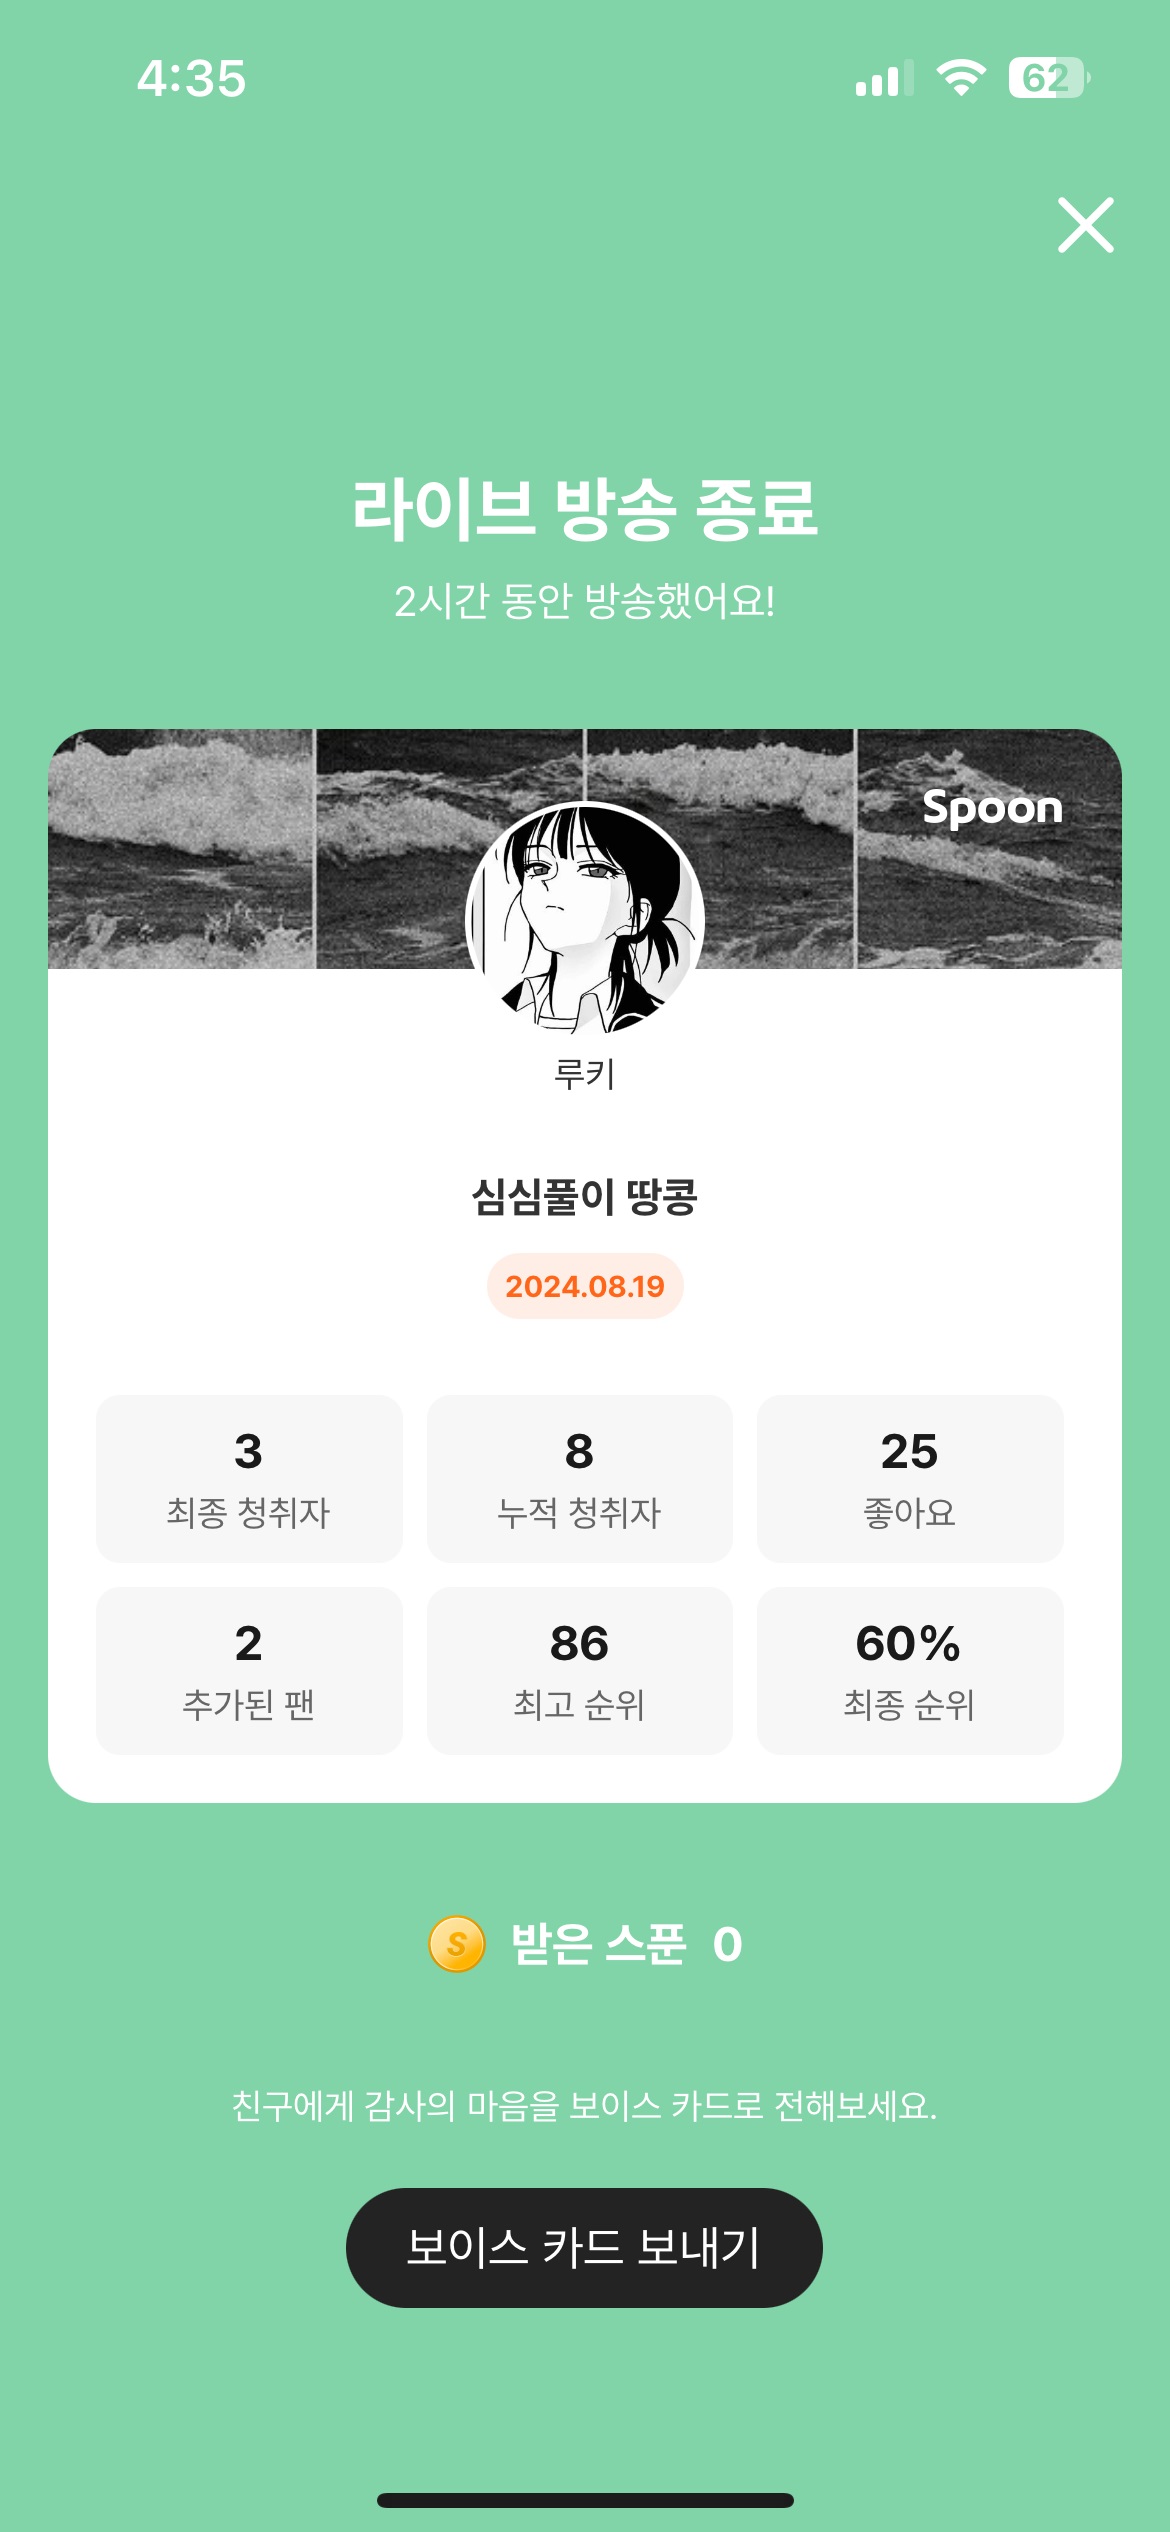 4:35
62
라이브 방송 종료
2시간 동안 방송했어요!
Spoon
루키
심심풀이 땅콩
2024.08.19
3
최종 청취자
8
누적 청취자
25
좋아요
2
추가된 팬
86
최고 순위
60%
최종 순위
S 받은 스푼 0
친구에게 감사의 마음을 보이스 카드로 전해보세요.
보이스 카드 보내기